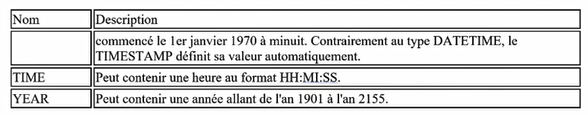 Nom Description
commencé le 1er janvier 1970 à minuit. Contrairement au type DATETIME, le
TIMESTAMP définit sa valeur automatiquement.
TIME Peut contenir une heure au format HH:MI:SS.
YEAR Peut contenir une année allant de l'an 1901 à l'an 2155.